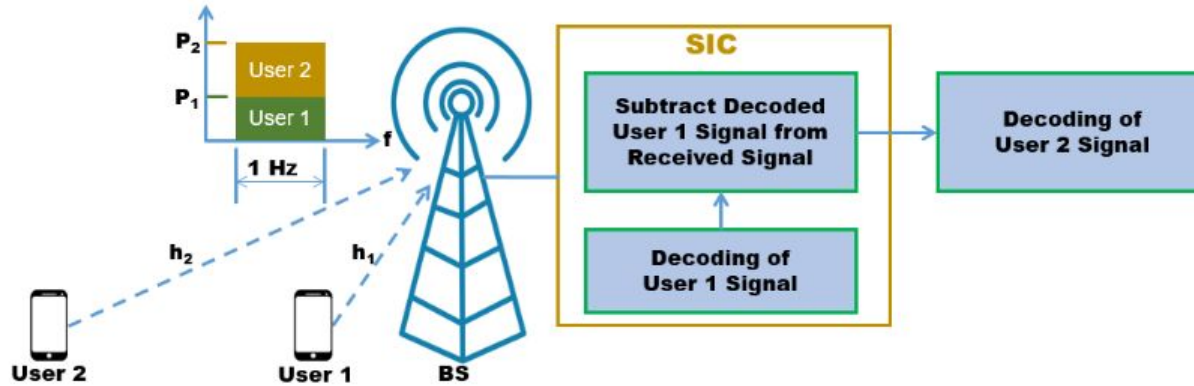 P₂
User 2
P₁
User 1
f
1 Hz
h₂
h₁
User 2
User 1
BS
SIC
Subtract Decoded
User 1 Signal from
Received Signal
Decoding of
User 1 Signal
Decoding of
User 2 Signal